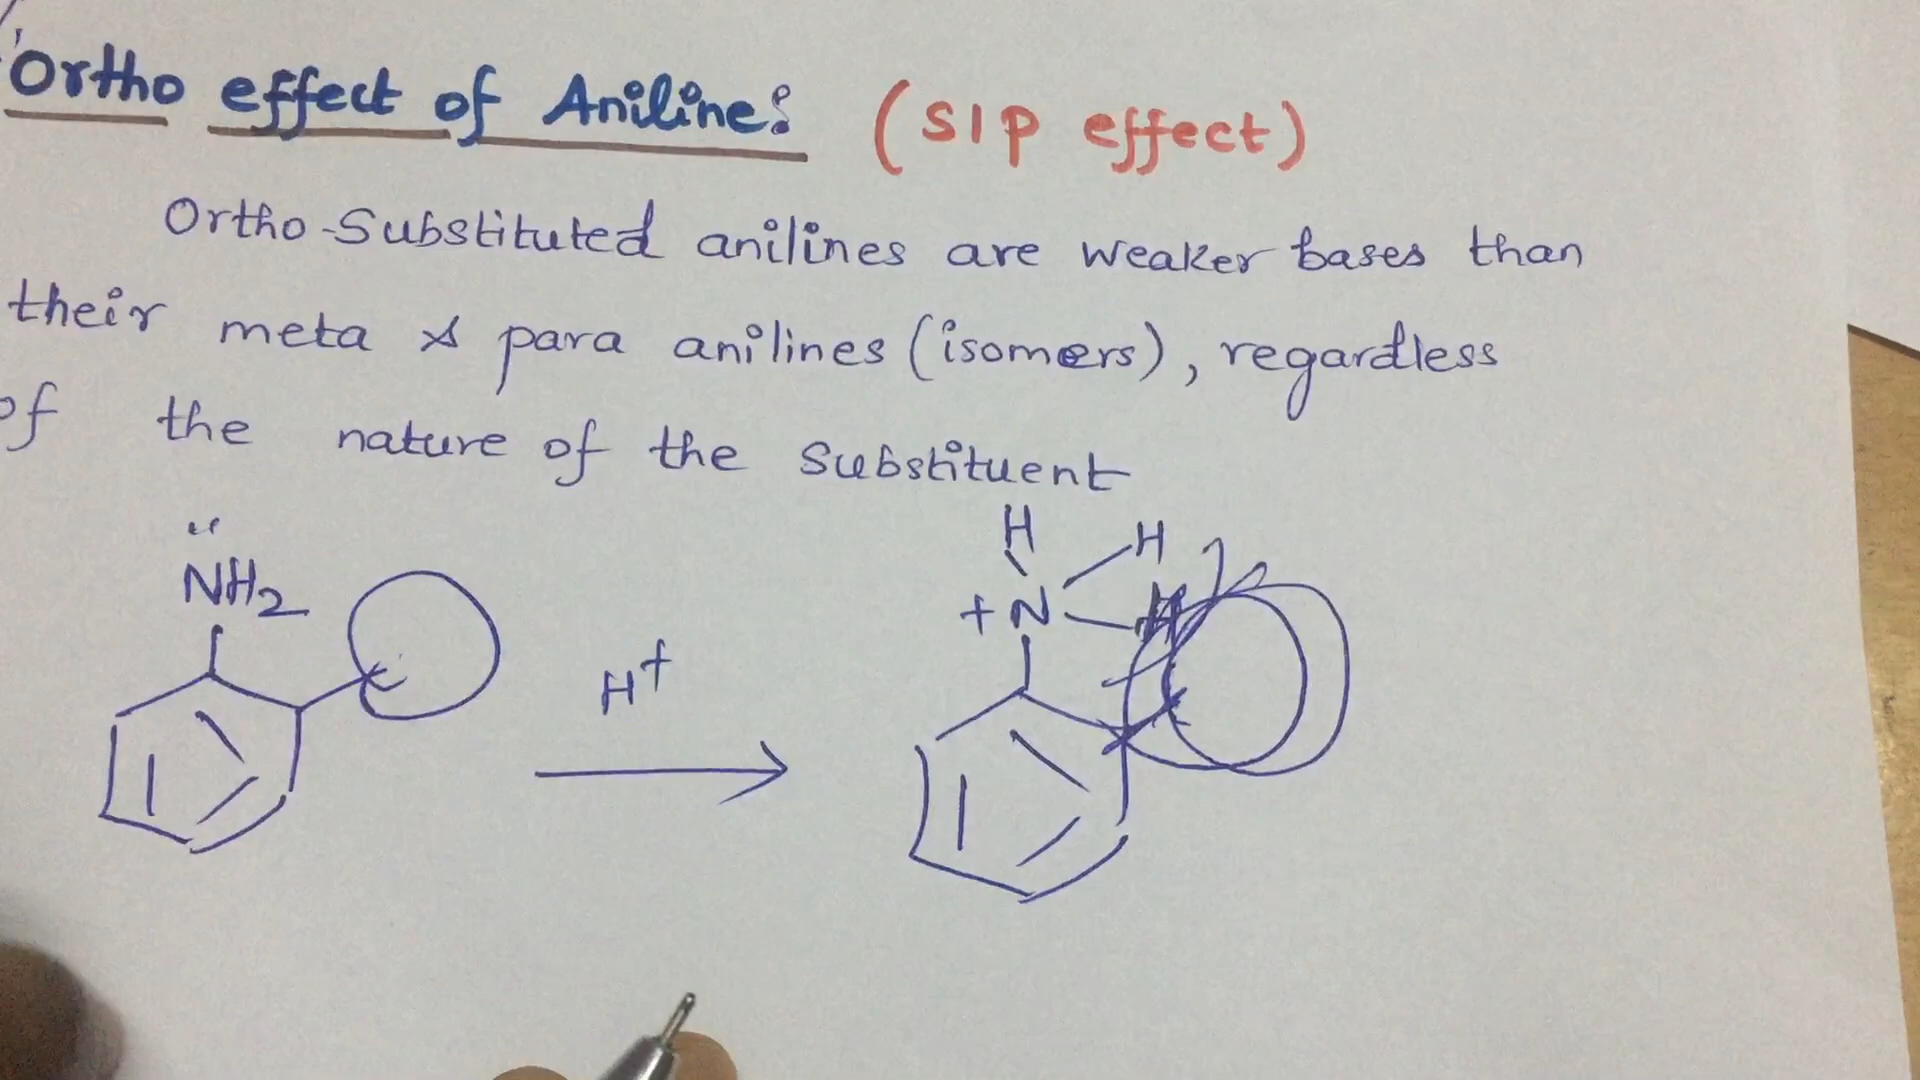 Ortho effect of Aniline: (SIP effect)
Ortho-Substituted anilines are weaker bases than
their meta & para anilines (isomers), regardless
of the nature of the substituent
H
H
NH2
+N
H
H+